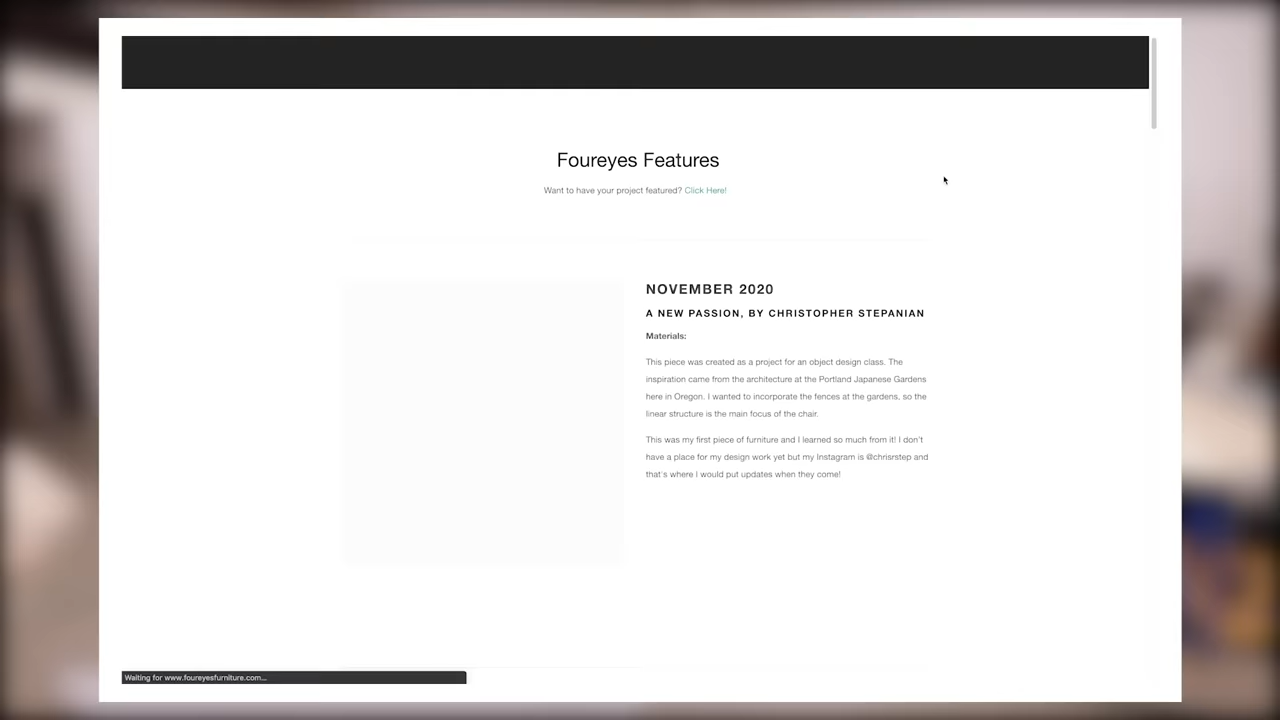 Foureyes Features
Want to have your project featured? Click Here!
NOVEMBER 2020
A NEW PASSION, BY CHRISTOPHER STEPANIAN
Materials:
This piece was created as a project for an object design class. The
inspiration came from the architecture at the Portland Japanese Gardens
here in Oregon. I wanted to incorporate the fences at the gardens, so the
linear structure is the main focus of the chair.
This was my first piece of furniture and I learned so much from it! I don't
have a place for my design work yet but my Instagram is @chrisrstep and
that's where I would put updates when they come!
Waiting for www.foureyesfurniture.com...